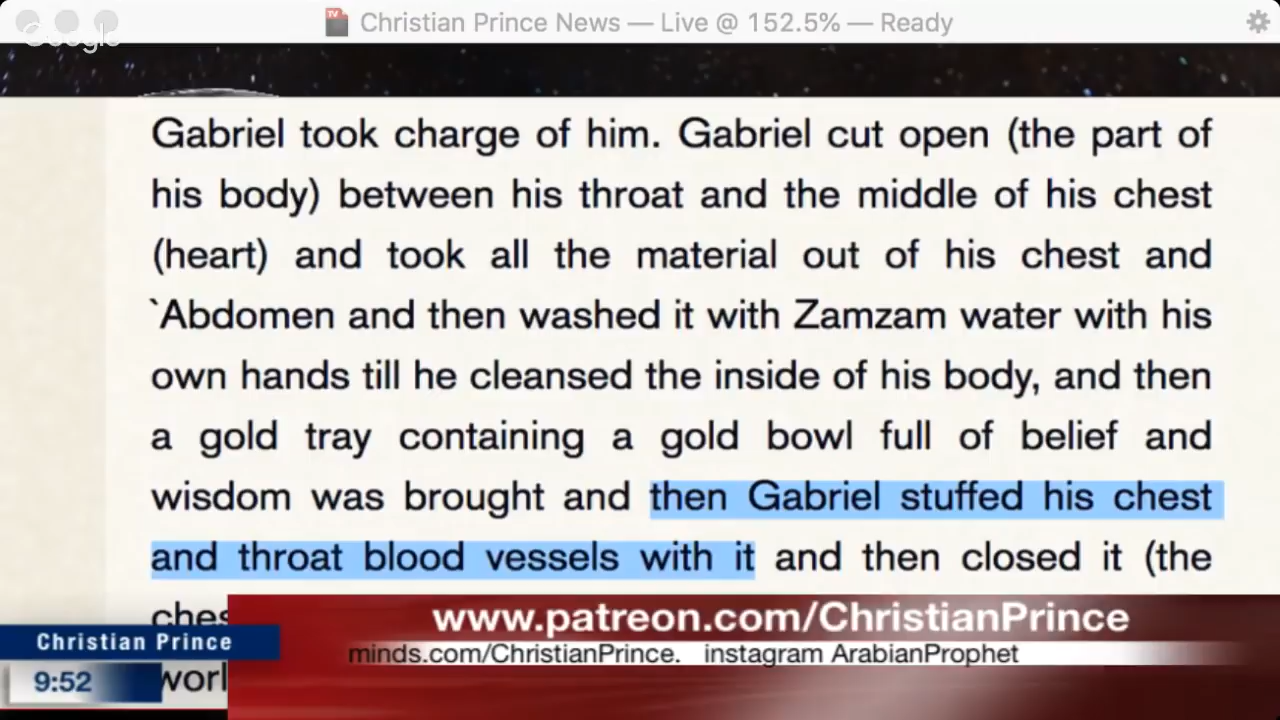 Christian Prince News — Live @ 152.5% — Ready
Google
Gabriel took charge of him. Gabriel cut open (the part of
his body) between his throat and the middle of his chest
(heart) and took all the material out of his chest and
`Abdomen and then washed it with Zamzam water with his
own hands till he cleansed the inside of his body, and then
a gold tray containing a gold bowl full of belief and
wisdom was brought and then Gabriel stuffed his chest
and throat blood vessels with it and then closed it (the
www.patreon.com/ChristianPrince
Christian Prince
minds.com/ChristianPrince. instagram ArabianProphet
9:52